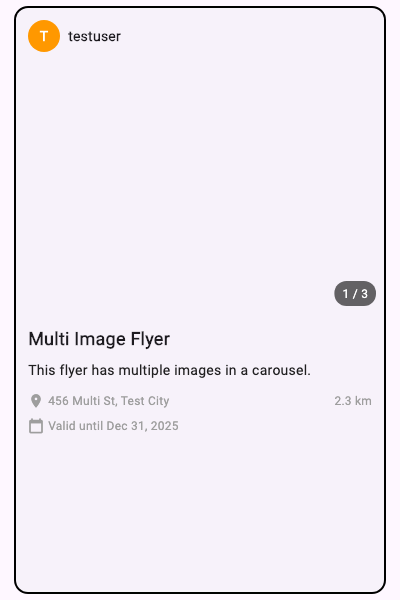 T
testuser
1 / 3
Multi Image Flyer
This flyer has multiple images in a carousel.
456 Multi St, Test City
2.3 km
Valid until Dec 31, 2025